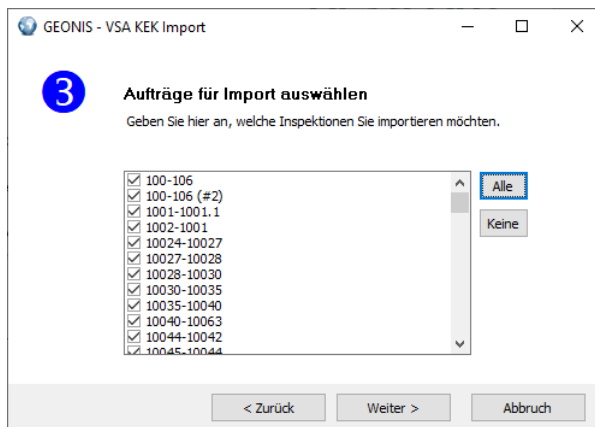 GEONIS - VSA KEK Import
3
Aufträge für Import auswählen
Geben Sie hier an, welche Inspektionen Sie importieren möchten.
100-106
100-106 (#2)
1001-1001.1
1002-1001
10024-10027
10027-10028
10028-10030
10030-10035
10035-10040
10040-10063
10044-10042
10045-10044
Alle
Keine
< Zurück
Weiter >
Abbruch